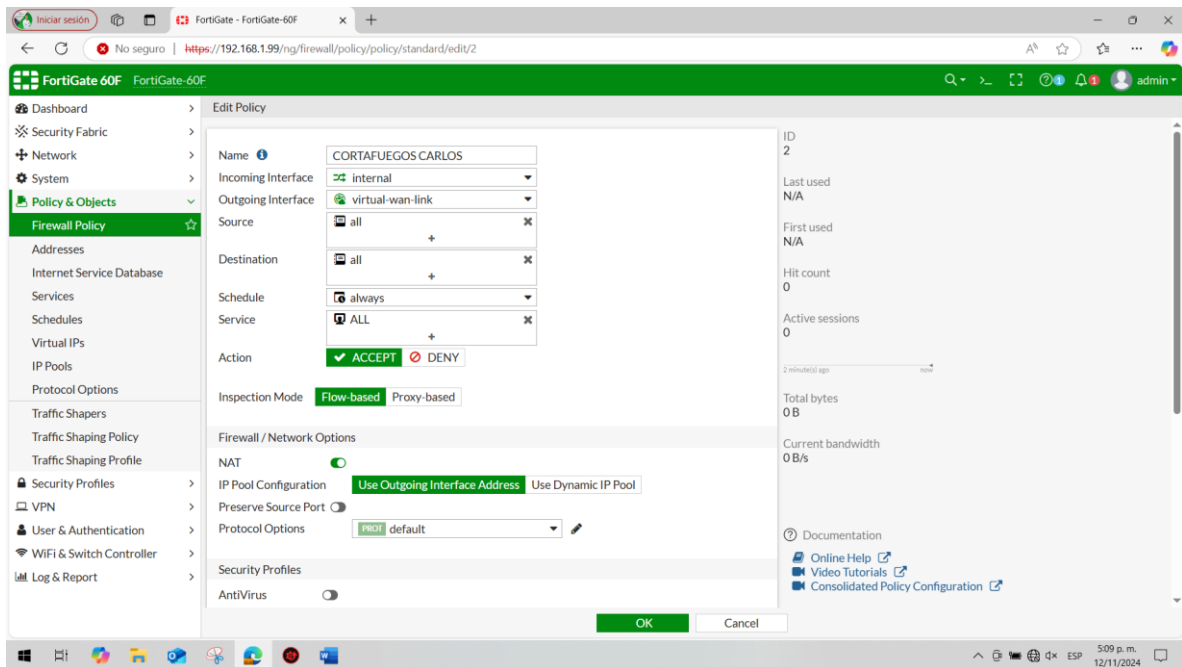 Iniciar sesión
FortiGate - FortiGate-60F
No seguro https://192.168.1.99/ng/firewall/policy/policy/standard/edit/2
FortiGate 60F FortiGate-60F
1 1 admin
Dashboard
Security Fabric
Network
System
Policy & Objects
Firewall Policy
Addresses
Internet Service Database
Services
Schedules
Virtual IPs
IP Pools
Protocol Options
Traffic Shapers
Traffic Shaping Policy
Traffic Shaping Profile
Security Profiles
VPN
User & Authentication
WiFi & Switch Controller
Log & Report
Edit Policy
Name CORTAFUEGOS CARLOS
Incoming Interface internal
Outgoing Interface virtual-wan-link
Source all
+
Destination all
+
Schedule always
Service ALL
+
Action ACCEPT DENY
Inspection Mode Flow-based Proxy-based
Firewall / Network Options
NAT
IP Pool Configuration Use Outgoing Interface Address Use Dynamic IP Pool
Preserve Source Port
Protocol Options PROT default
Security Profiles
AntiVirus
OK Cancel
ID
2
Last used
N/A
First used
N/A
Hit count
0
Active sessions
0
2 minute(s) ago now
Total bytes
0 B
Current bandwidth
0 B/s
Documentation
Online Help
Video Tutorials
Consolidated Policy Configuration
ESP 5:09 p. m.
12/11/2024